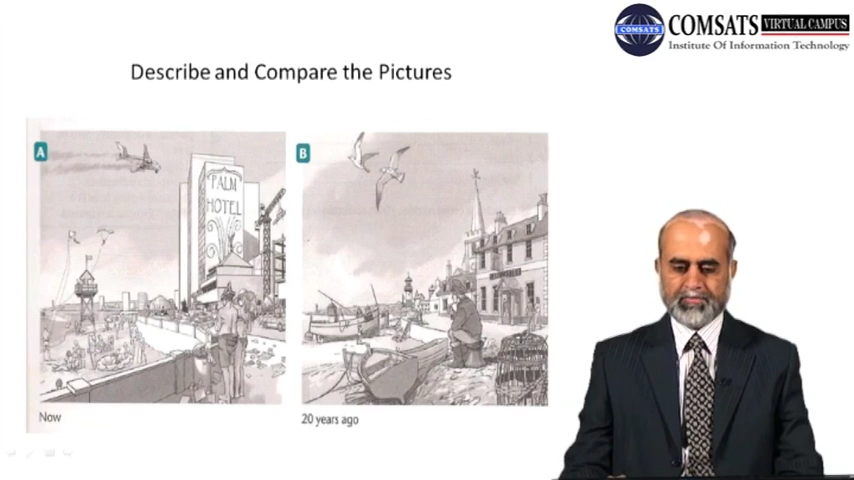 COMSATS VIRTUAL CAMPUS
COMSATS
Institute Of Information Technology
Describe and Compare the Pictures
A
B
PALM
HOTEL
Now
20 years ago